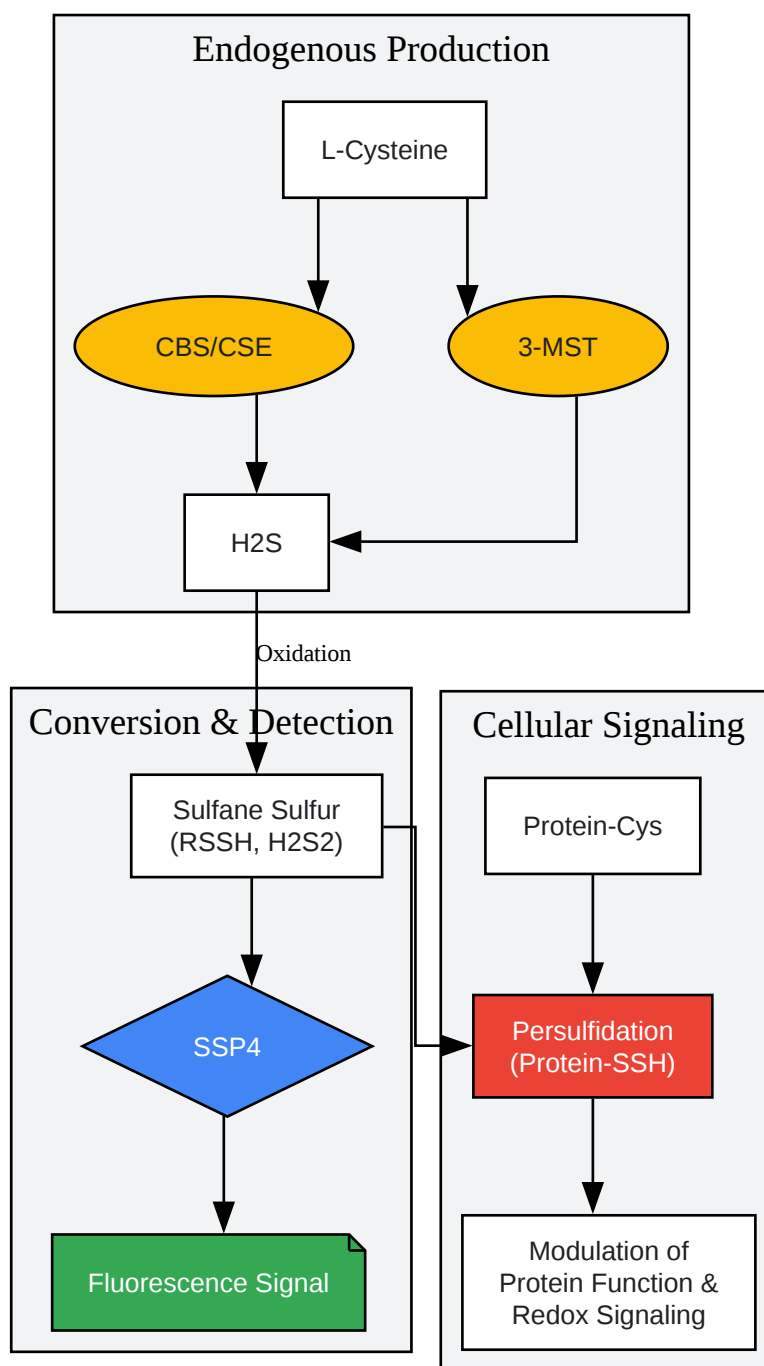 Endogenous Production
L-Cysteine
CBS/CSE
3-MST
H2S
Oxidation
Conversion & Detection
Sulfane Sulfur
(RSSH, H2S2)
SSP4
Fluorescence Signal
Cellular Signaling
Protein-Cys
Persulfidation
(Protein-SSH)
Modulation of
Protein Function &
Redox Signaling